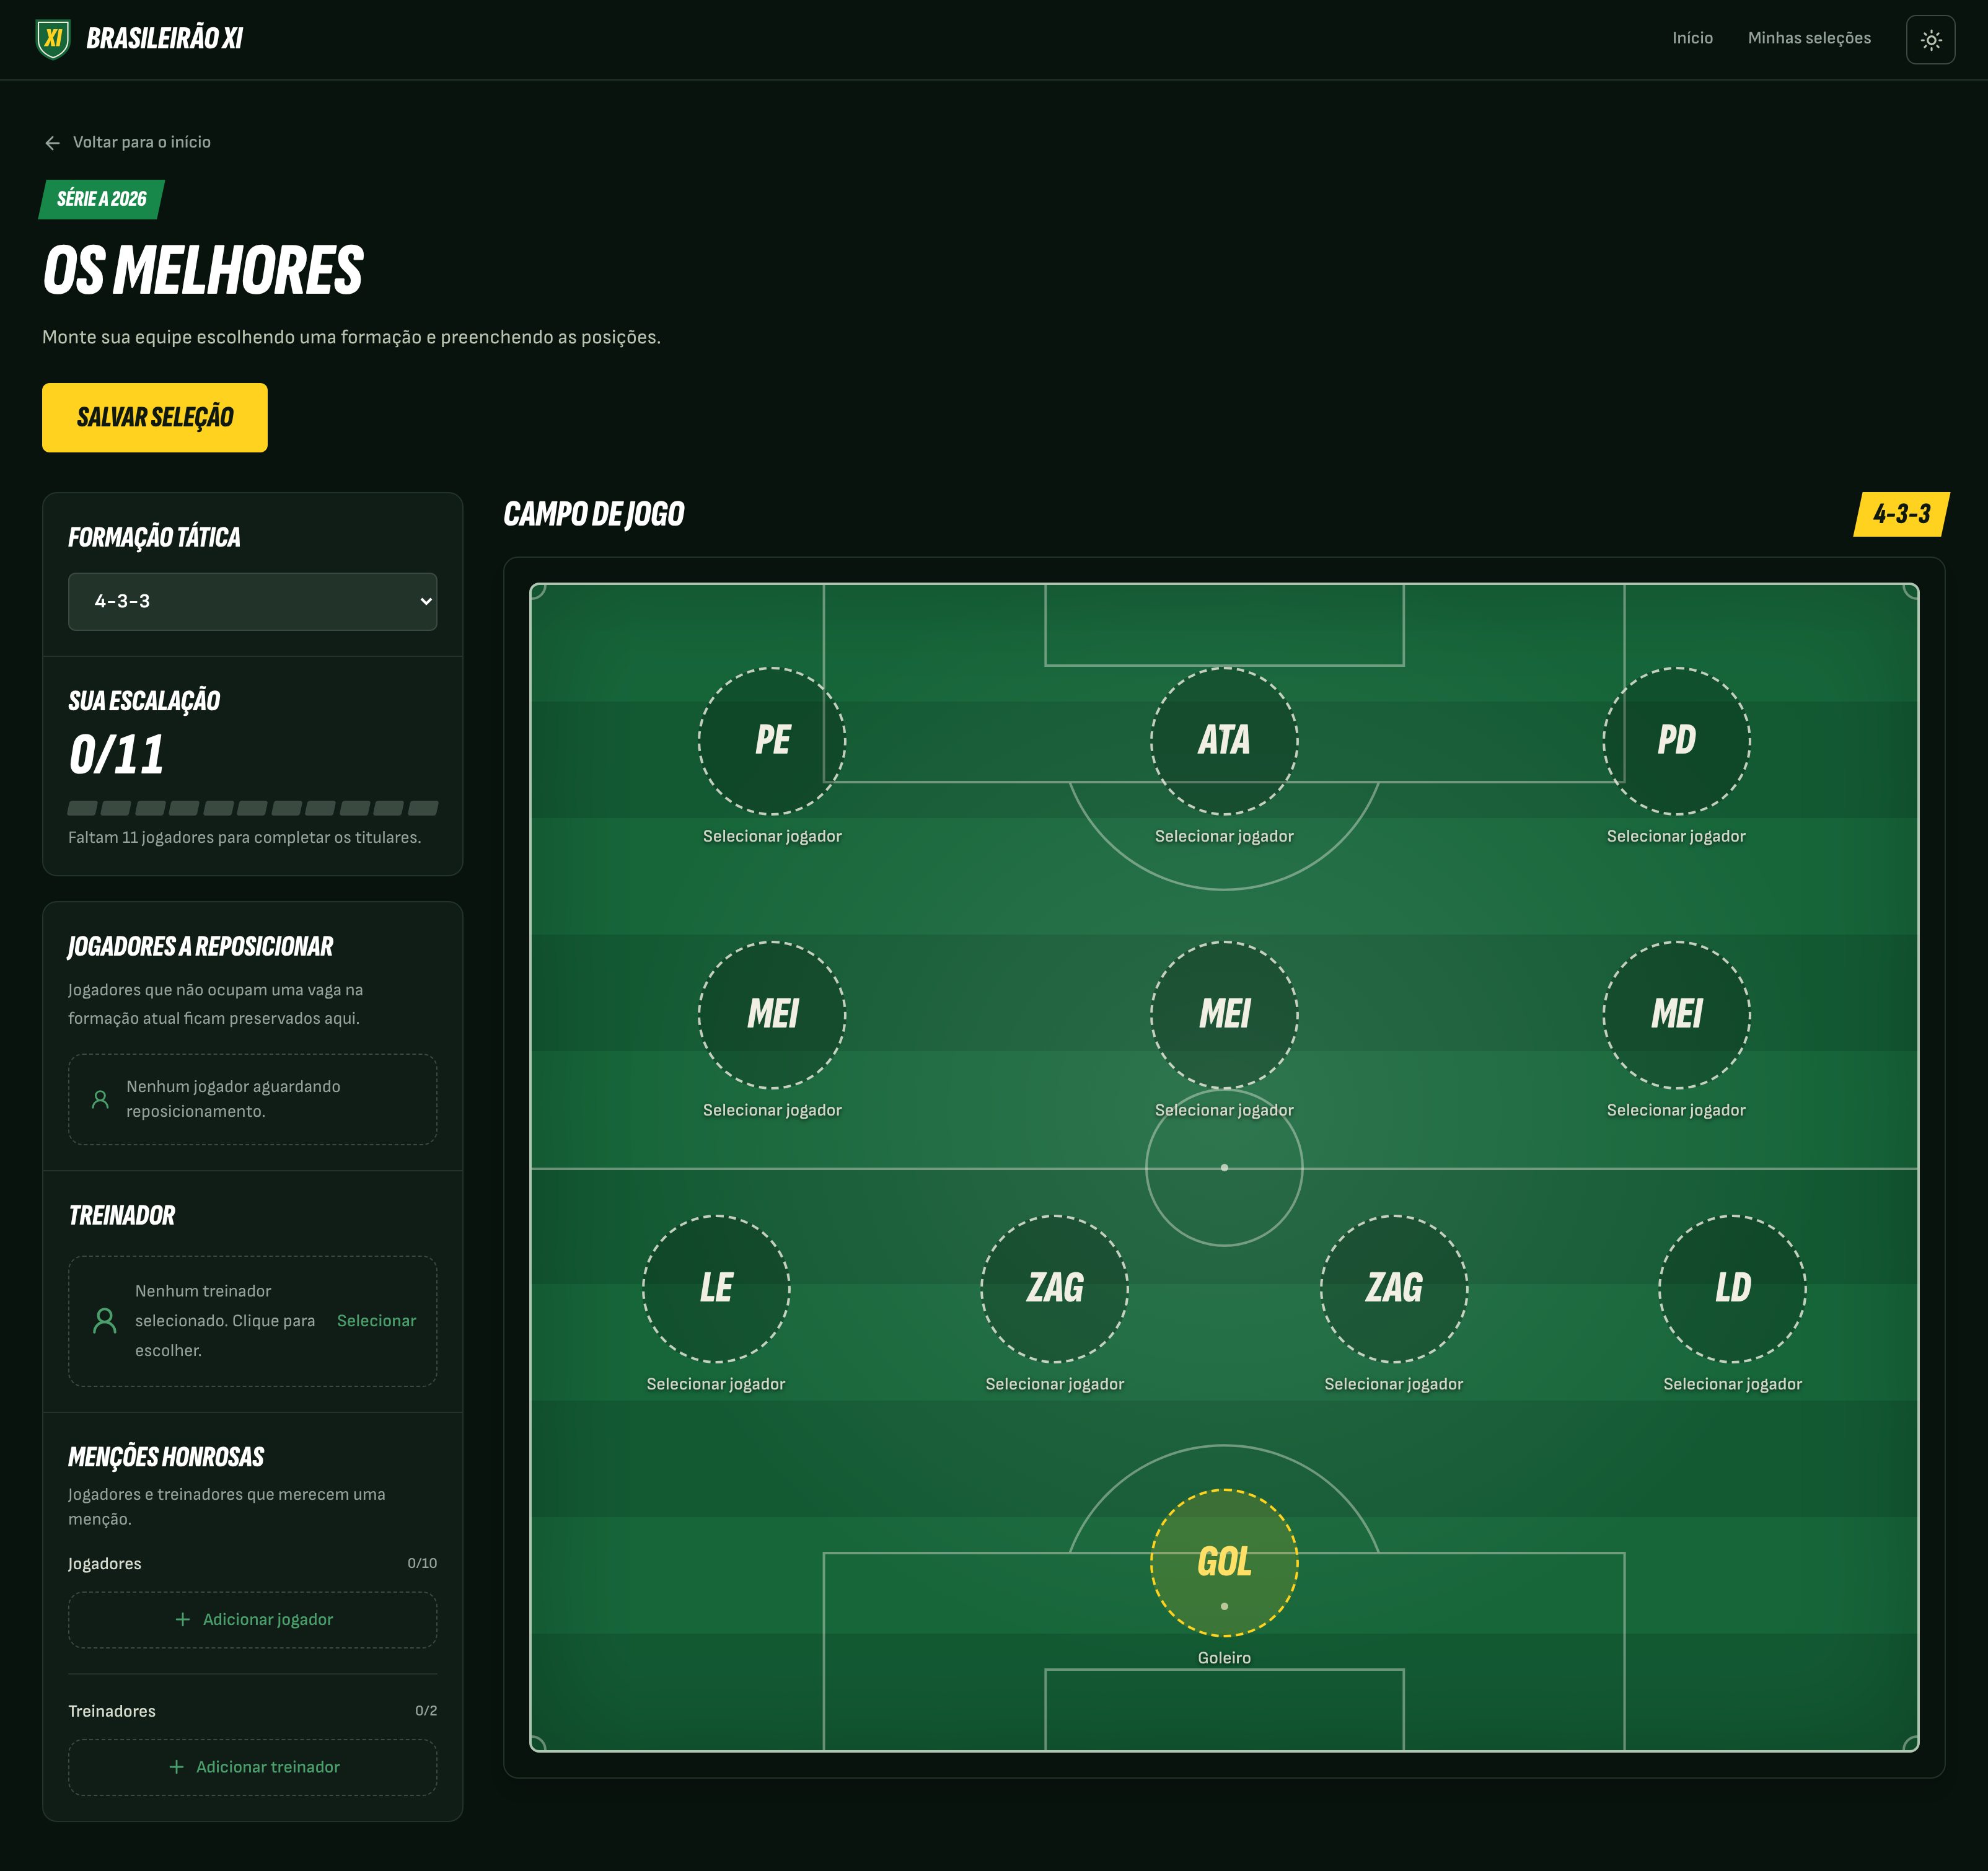 XI
BRASILEIRÃO XI
Início
Minhas seleções
Voltar para o início
SÉRIE A 2026
OS MELHORES
Monte sua equipe escolhendo uma formação e preenchendo as posições.
SALVAR SELEÇÃO
FORMAÇÃO TÁTICA
4-3-3
SUA ESCALAÇÃO
0/11
Faltam 11 jogadores para completar os titulares.
JOGADORES A REPOSICIONAR
Jogadores que não ocupam uma vaga na
formação atual ficam preservados aqui.
Nenhum jogador aguardando
reposicionamento.
TREINADOR
Nenhum treinador
selecionado. Clique para
escolher.
Selecionar
MENÇÕES HONROSAS
Jogadores e treinadores que merecem uma
menção.
Jogadores
0/10
Adicionar jogador
Treinadores
0/2
Adicionar treinador
CAMPO DE JOGO
4-3-3
PE
ATA
PD
Selecionar jogador
Selecionar jogador
Selecionar jogador
MEI
MEI
MEI
Selecionar jogador
Selecionar jogador
Selecionar jogador
LE
ZAG
ZAG
LD
Selecionar jogador
Selecionar jogador
Selecionar jogador
Selecionar jogador
GOL
Goleiro